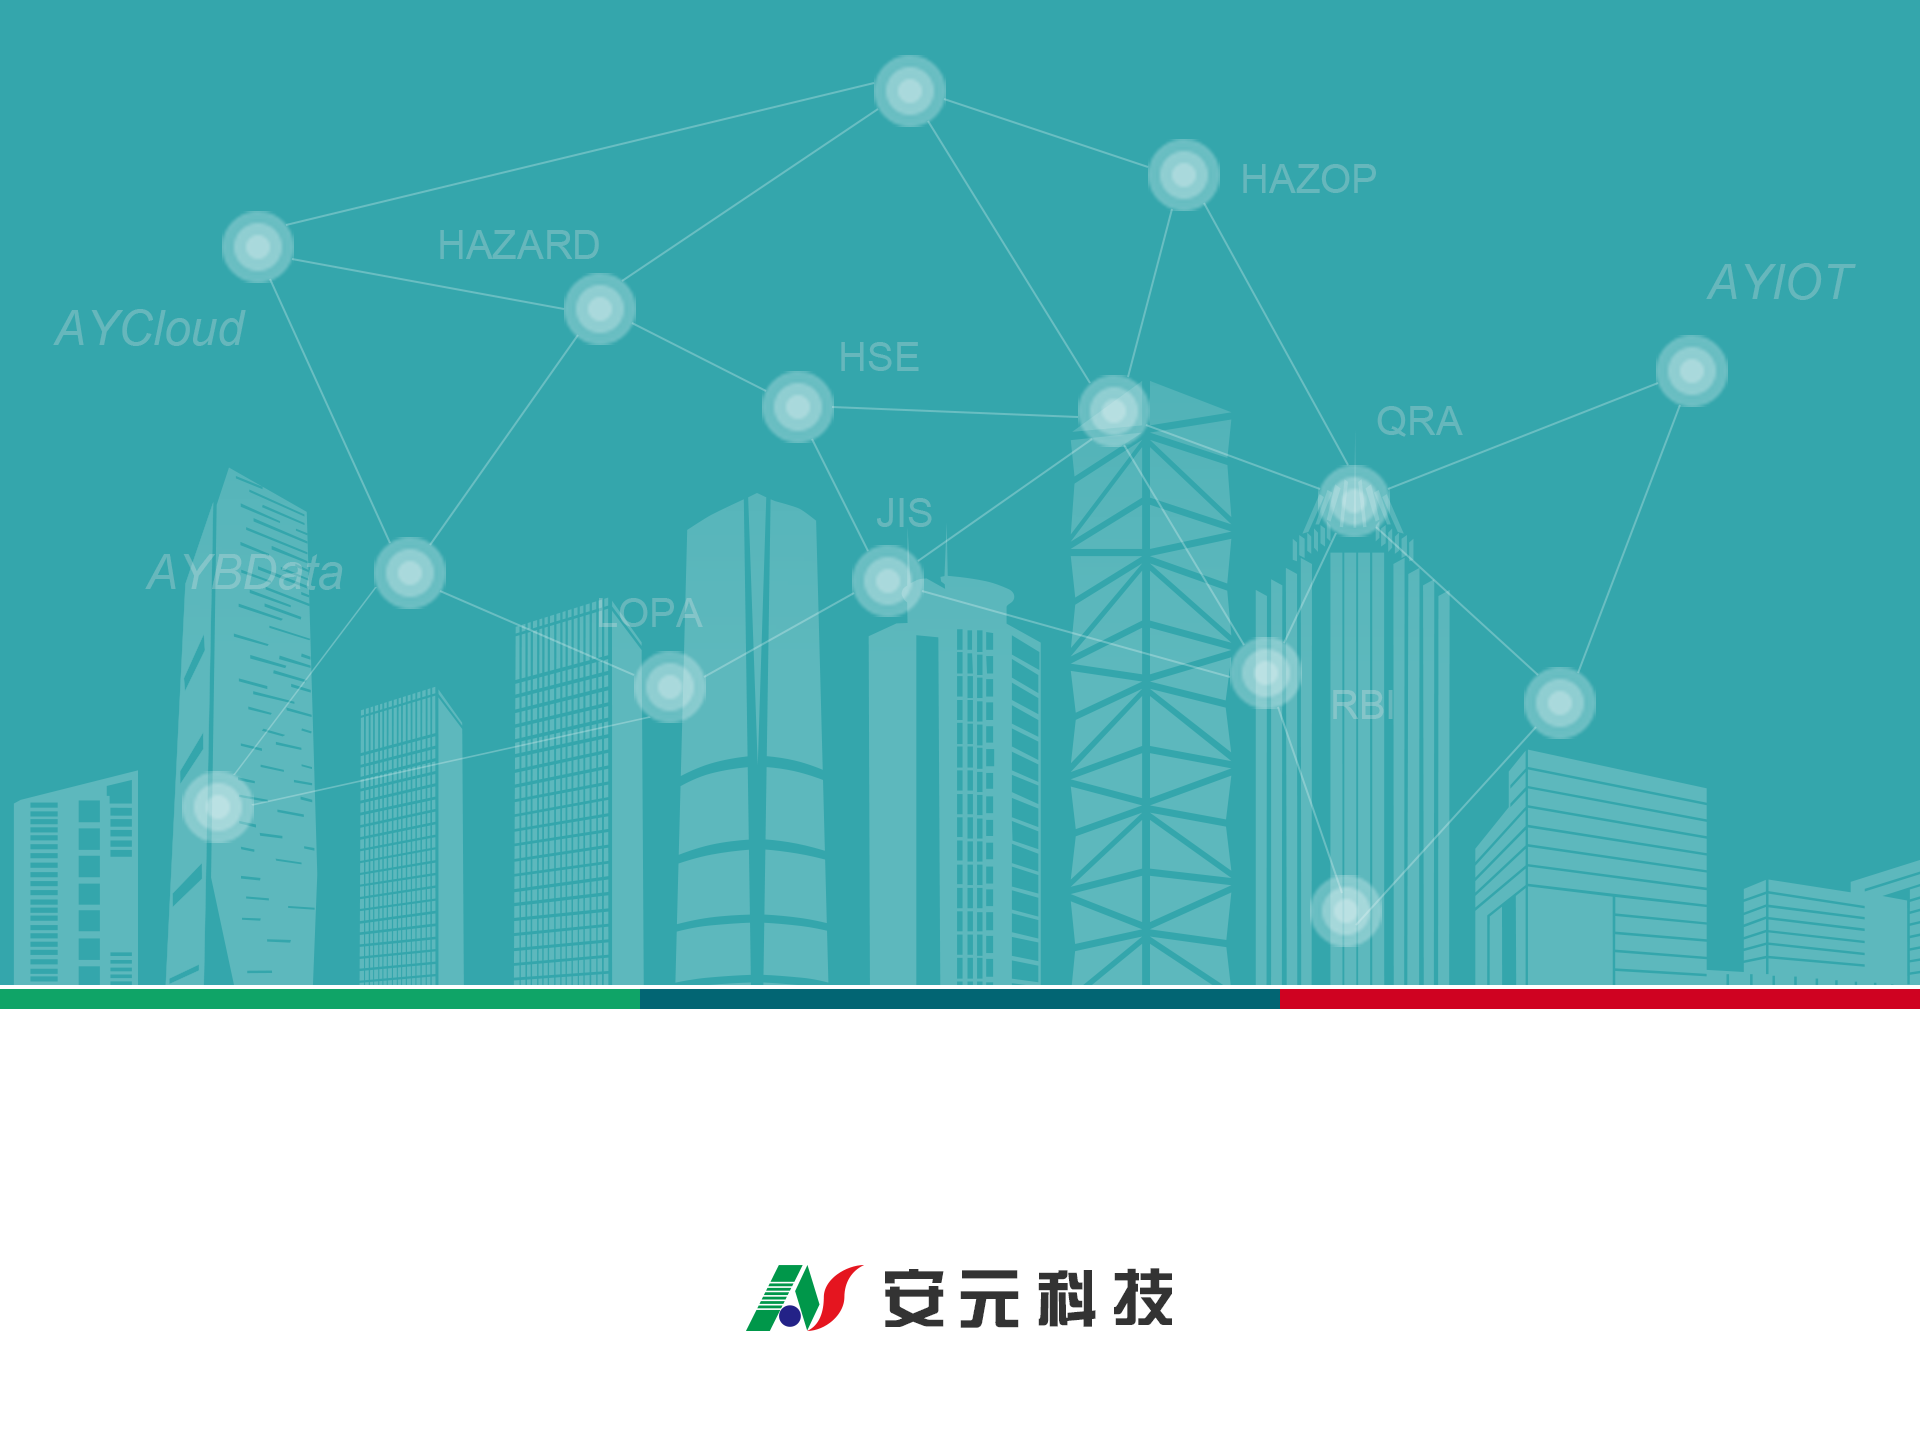 HAZOP
HAZARD
AYIOT
AYCloud
HSE
QRA
JIS
AYBData
LOPA
RBI
安元科技